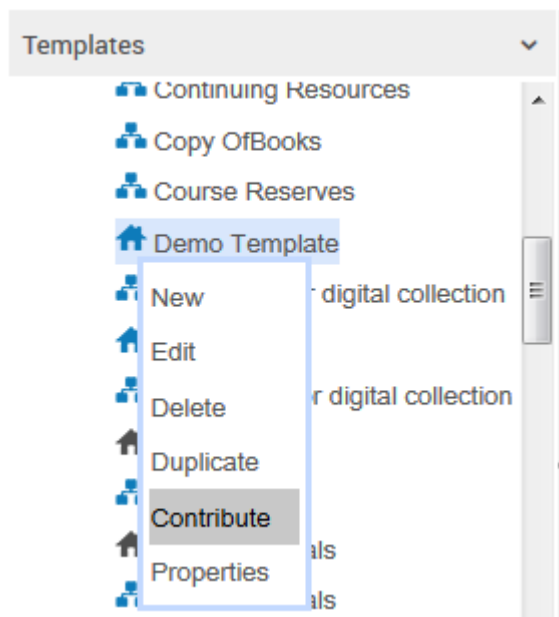 Templates
Continuing Resources
Copy OfBooks
Course Reserves
Demo Template
New
r digital collection
Edit
Delete
r digital collection
Duplicate
Contribute
als
Properties
als